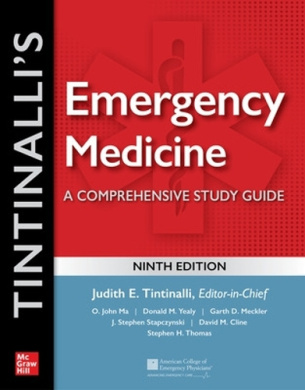 TINTINALLI'S
Emergency
Medicine
A COMPREHENSIVE STUDY GUIDE
NINTH EDITION
Judith E. Tintinalli, Editor-in-Chief
O. John Ma | Donald M. Yealy | Garth D. Meckler
J. Stephen Stapczynski | David M. Cline
Stephen H. Thomas
Mc
Graw
Hill
American College of
Emergency Physicians®